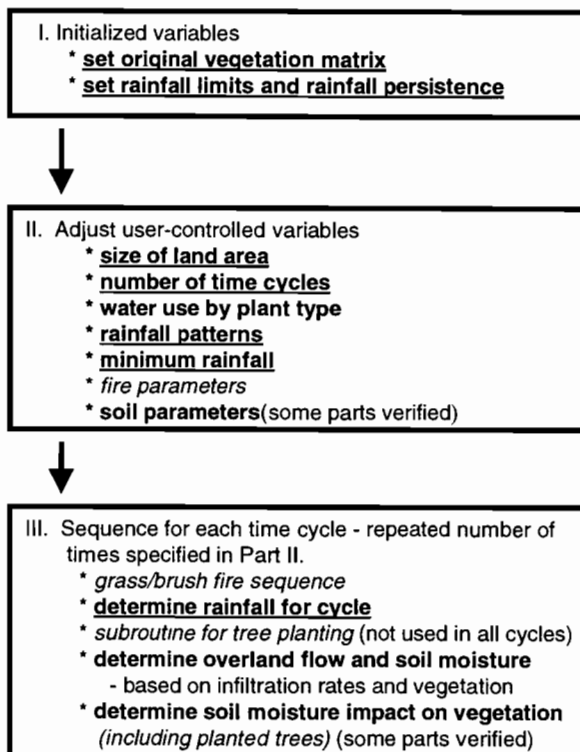 I. Initialized variables
* set original vegetation matrix
* set rainfall limits and rainfall persistence
II. Adjust user-controlled variables
* size of land area
* number of time cycles
* water use by plant type
* rainfall patterns
* minimum rainfall
* fire parameters
* soil parameters(some parts verified)
III. Sequence for each time cycle - repeated number of
times specified in Part II.
* grass/brush fire sequence
* determine rainfall for cycle
* subroutine for tree planting (not used in all cycles)
* determine overland flow and soil moisture
- based on infiltration rates and vegetation
* determine soil moisture impact on vegetation
(including planted trees) (some parts verified)